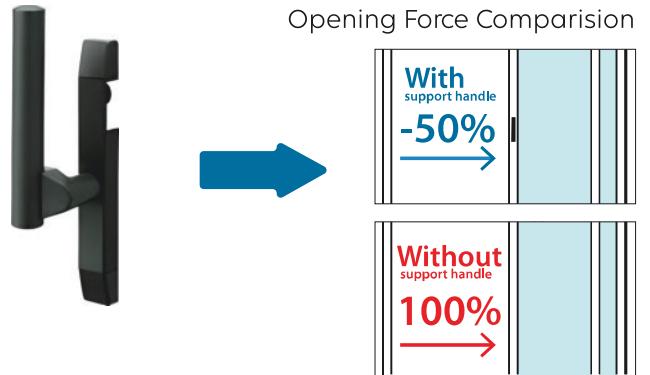 Opening Force Comparision
With
support handle
-50%
Without
support handle
100%